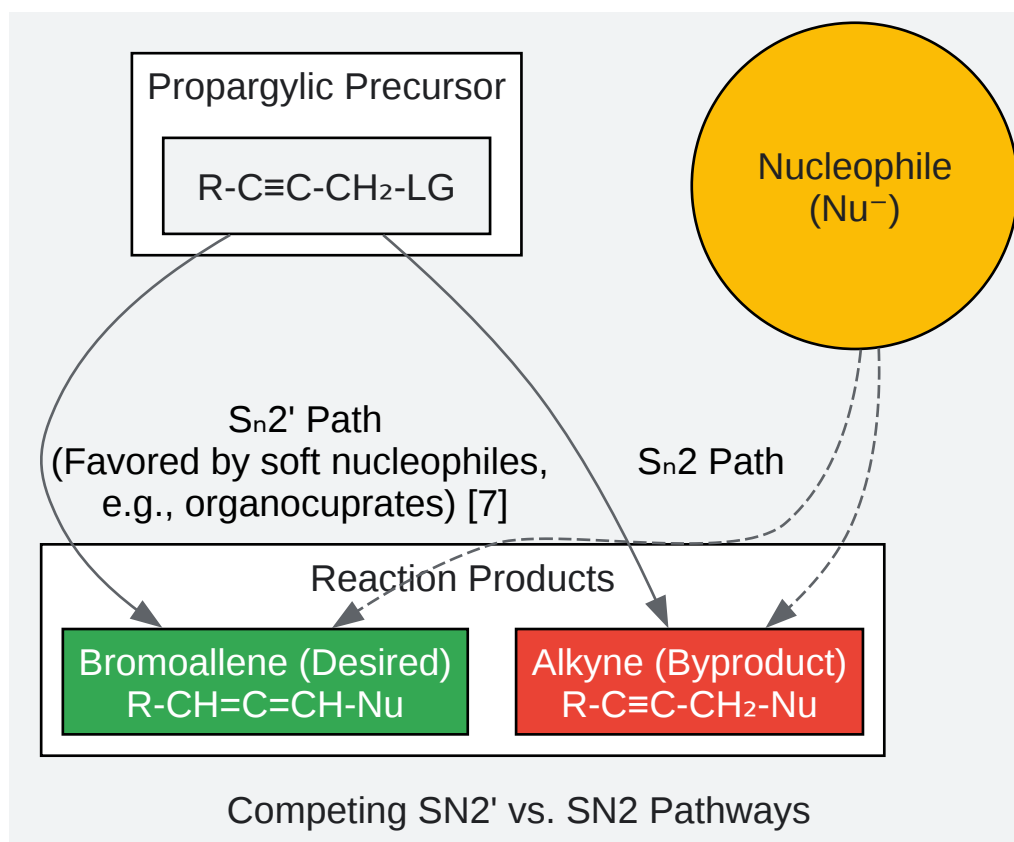 Propargylic Precursor
R-C≡C-CH₂-LG
Nucleophile
(Nu⁻)
Sₙ2' Path
(Favored by soft nucleophiles,
e.g., organocuprates) [7]
Sₙ2 Path
Reaction Products
Bromoallene (Desired)
R-CH=C=CH-Nu
Alkyne (Byproduct)
R-C≡C-CH₂-Nu
Competing SN2' vs. SN2 Pathways